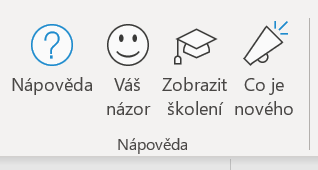 Nápověda
Váš
názor
Zobrazit
školení
Co je
nového
Nápověda